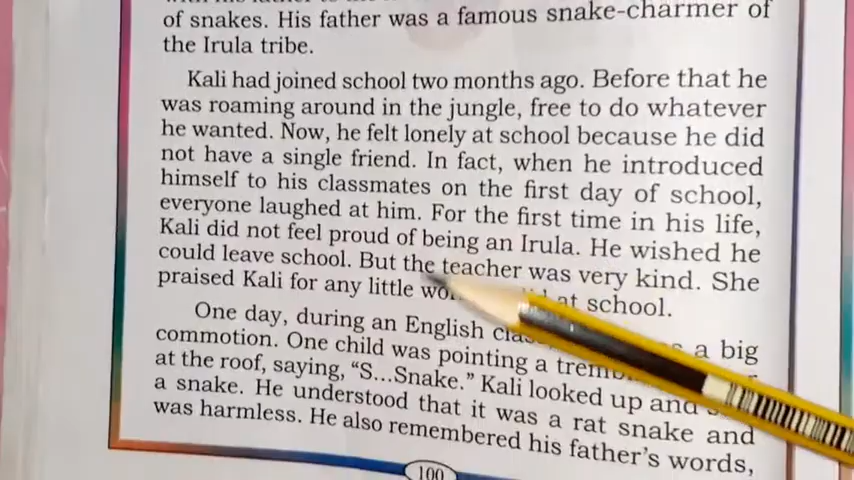 of snakes. His father was a famous snake-charmer of
the Irula tribe.
Kali had joined school two months ago. Before that he
was roaming around in the jungle, free to do whatever
he wanted. Now, he felt lonely at school because he did
not have a single friend. In fact, when he introduced
himself to his classmates on the first day of school,
everyone laughed at him. For the first time in his life,
Kali did not feel proud of being an Irula. He wished he
could leave school. But the teacher was very kind. She
praised Kali for any little at school.
One day, during an English a big
commotion. One child was pointing a
at the roof, saying, “S...Snake.” Kali looked up and
a snake. He understood that it was a rat snake and
was harmless. He also remembered his father’s words,
100